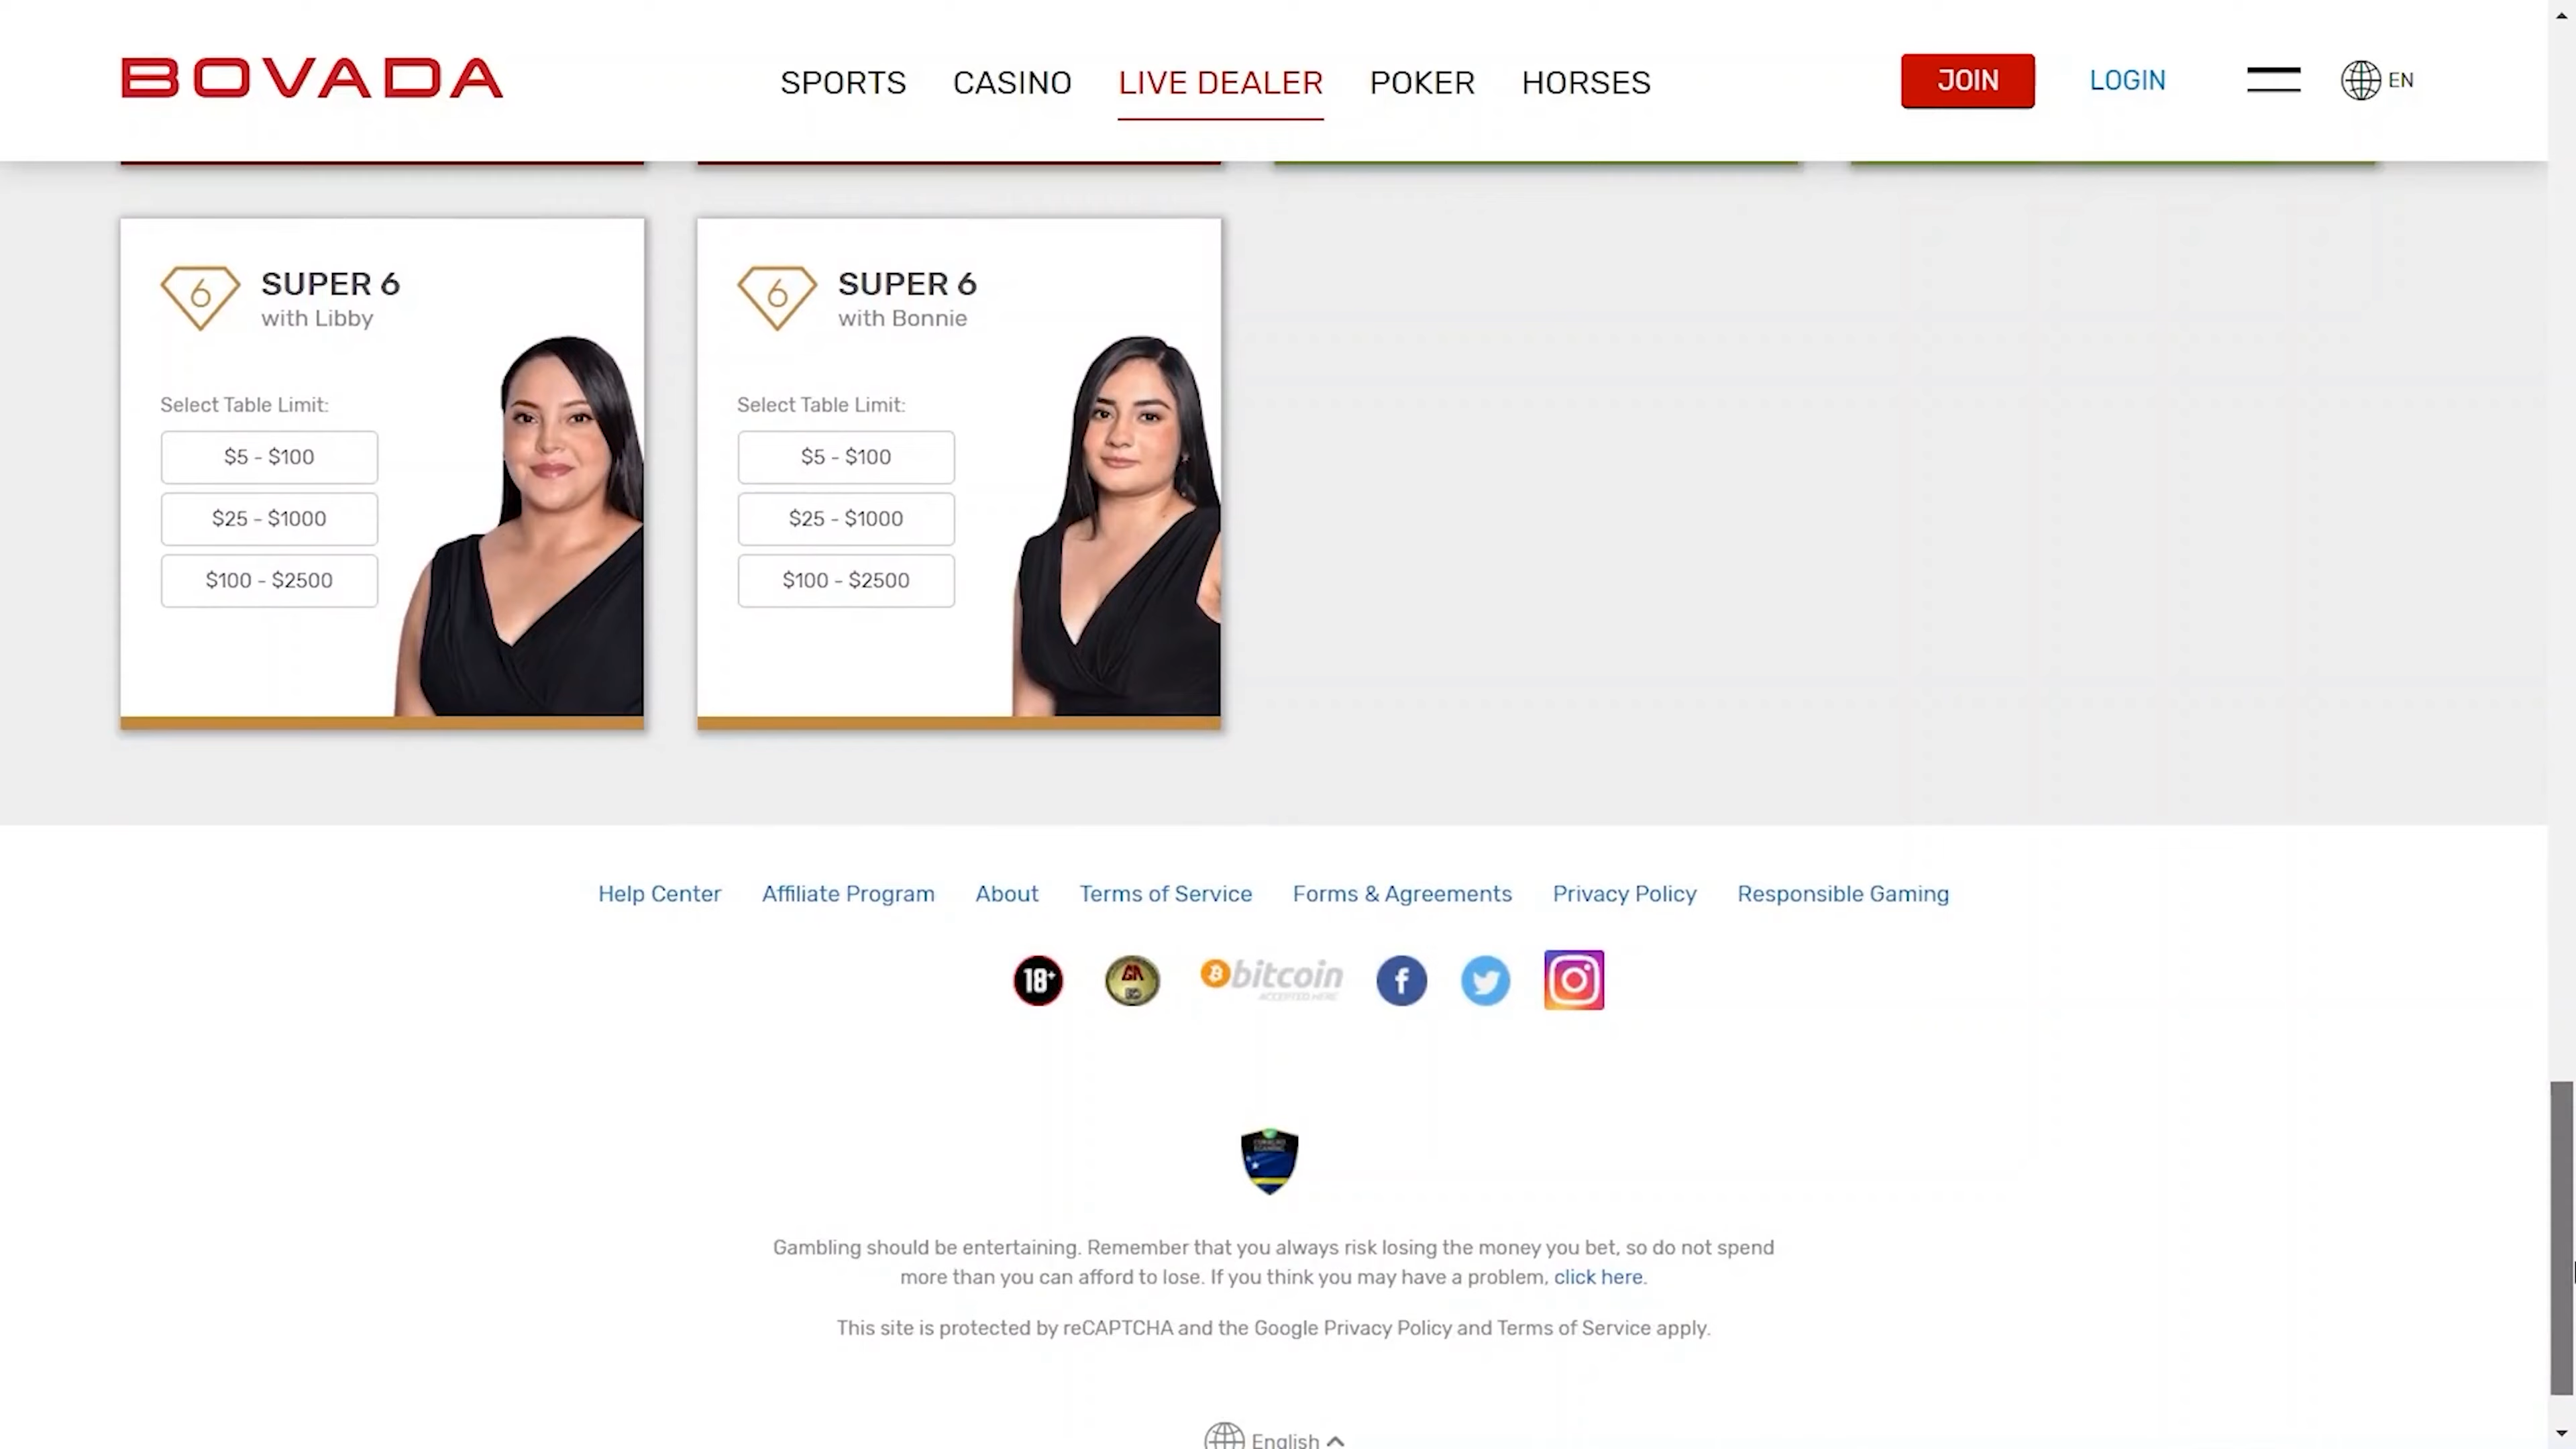 BOVADA
SPORTS
CASINO
LIVE DEALER
POKER
HORSES
JOIN
LOGIN
EN
6
SUPER 6
with Libby
Select Table Limit:
$5 - $100
$25 - $1000
$100 - $2500
6
SUPER 6
with Bonnie
Select Table Limit:
$5 - $100
$25 - $1000
$100 - $2500
Help Center
Affiliate Program
About
Terms of Service
Forms & Agreements
Privacy Policy
Responsible Gaming
18+
GA
bitcoin
ACCEPTED HERE
Gambling should be entertaining. Remember that you always risk losing the money you bet, so do not spend
more than you can afford to lose. If you think you may have a problem, click here.
This site is protected by reCAPTCHA and the Google Privacy Policy and Terms of Service apply.
English